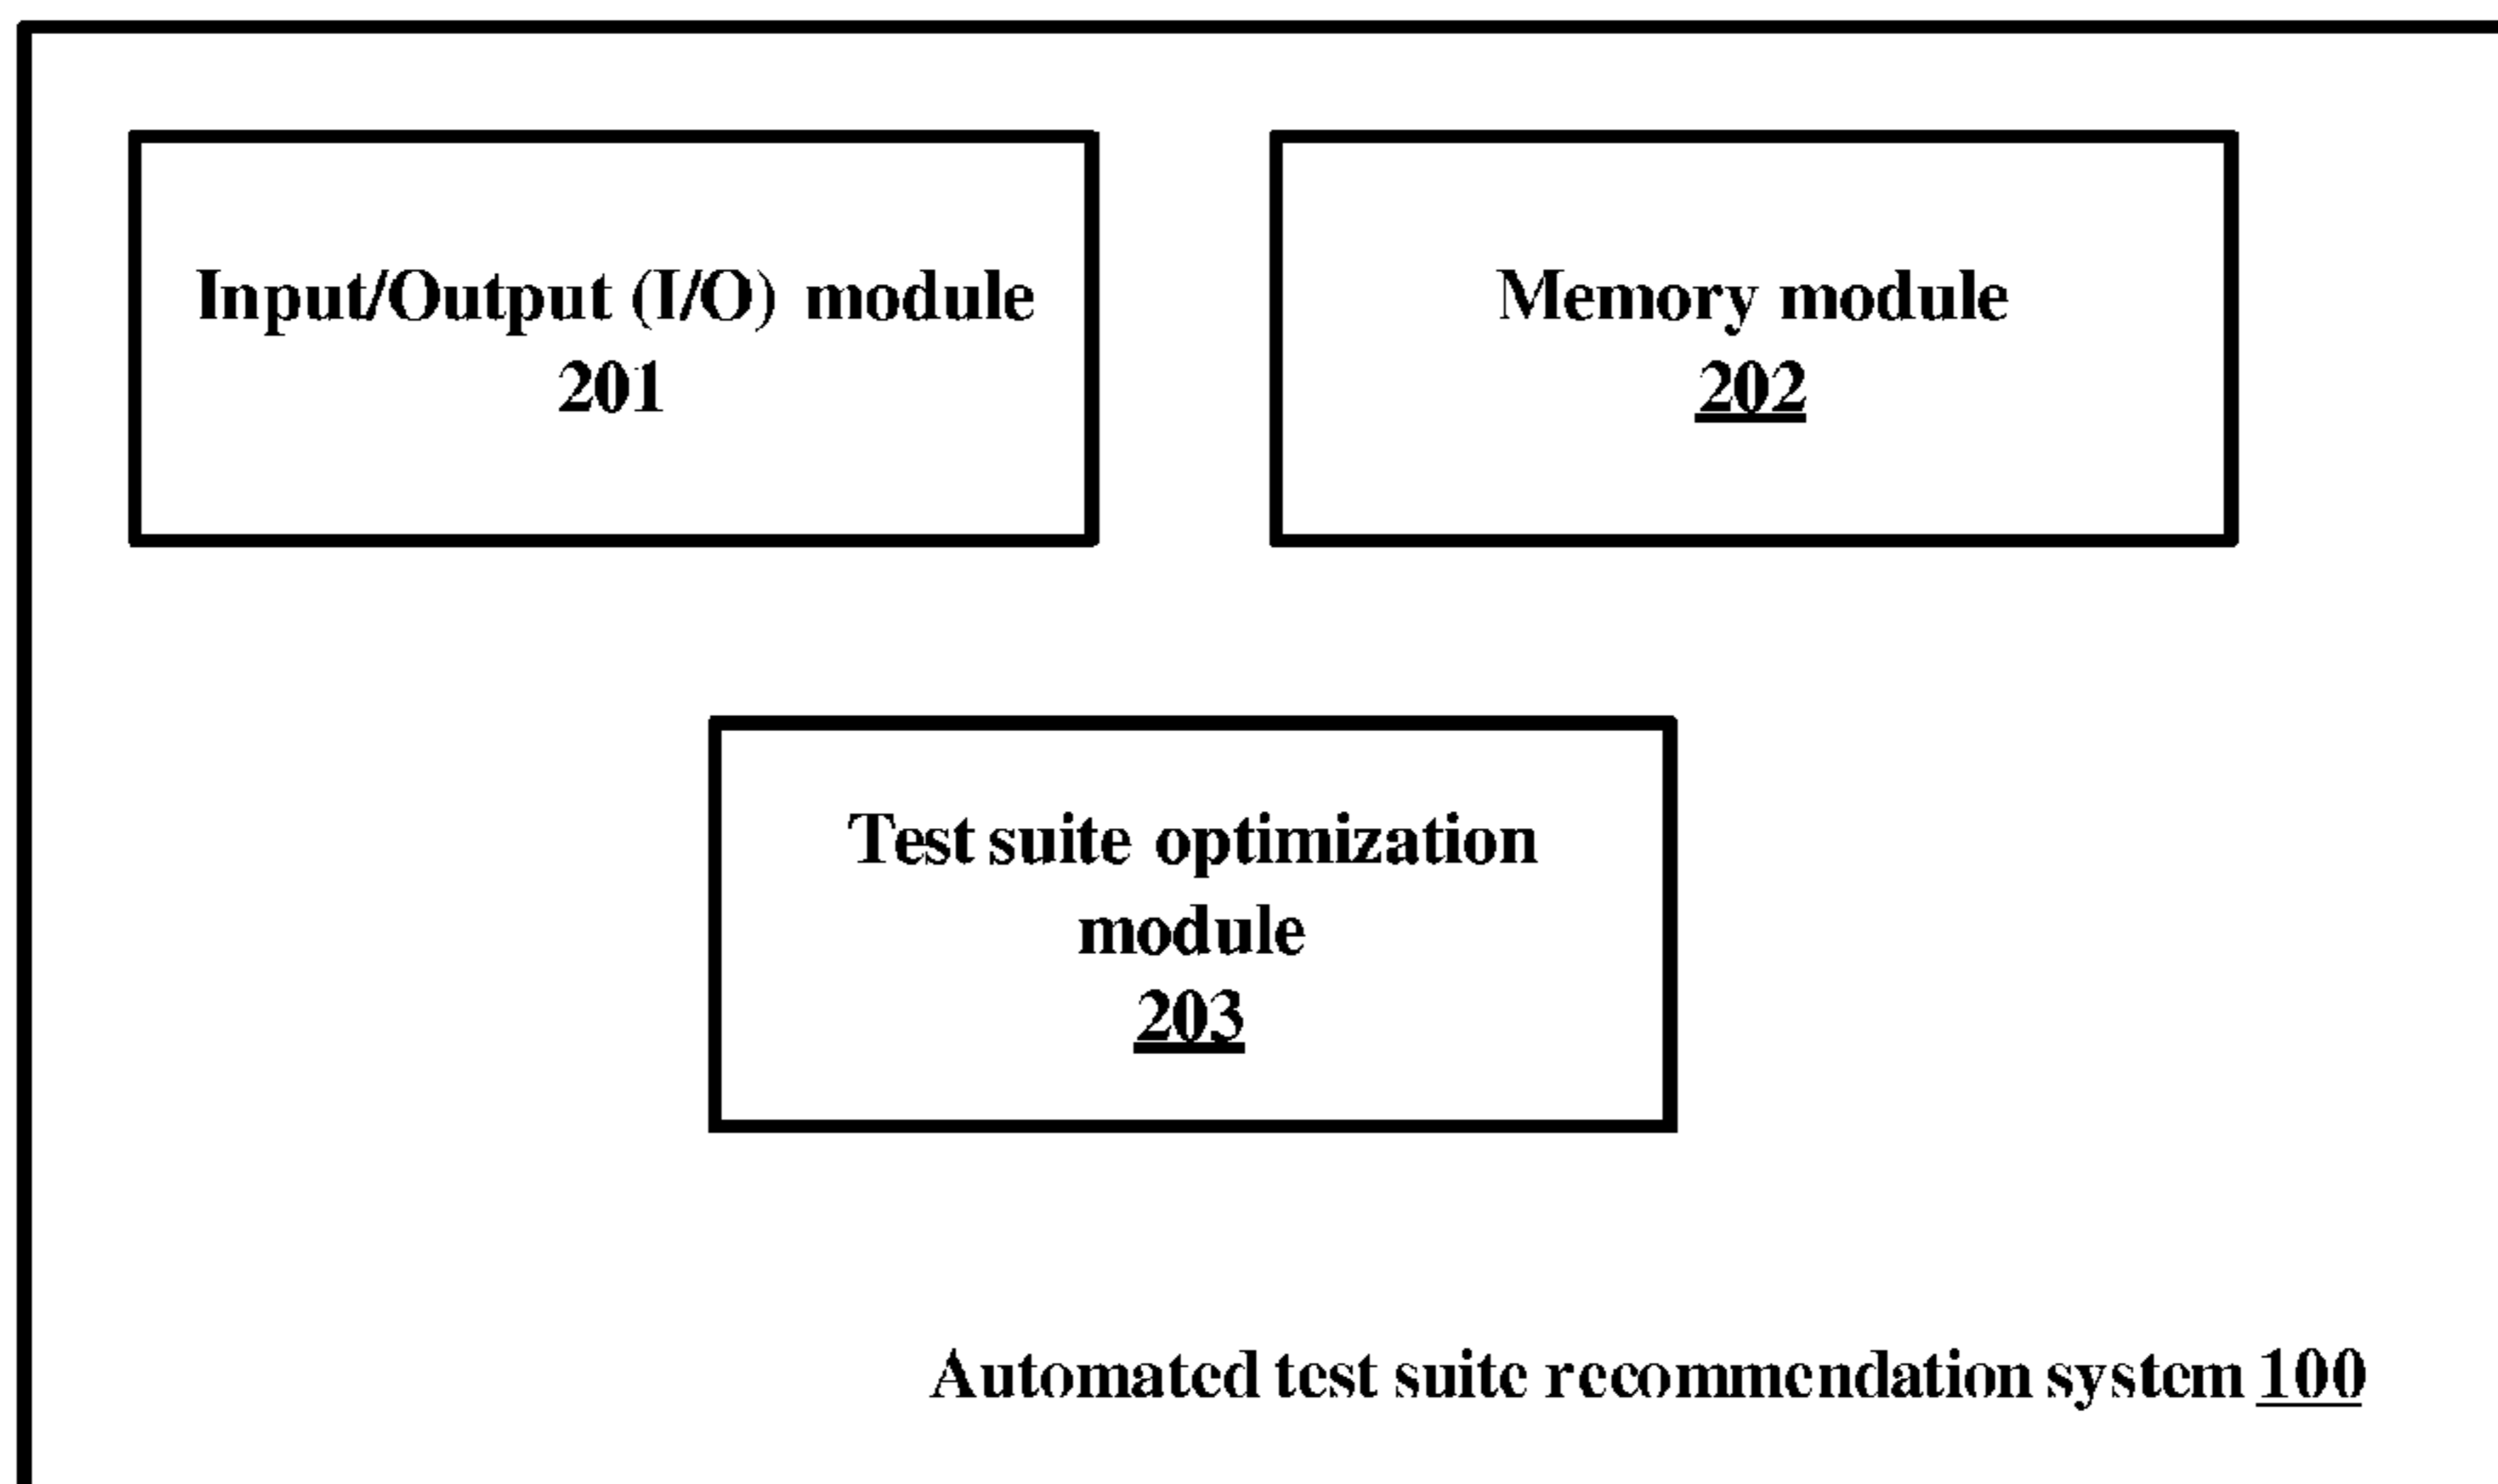 Input/Output (I/O) module
201
Memory module
202
Test suite optimization
module
203
Automated test suite recommendation system 100